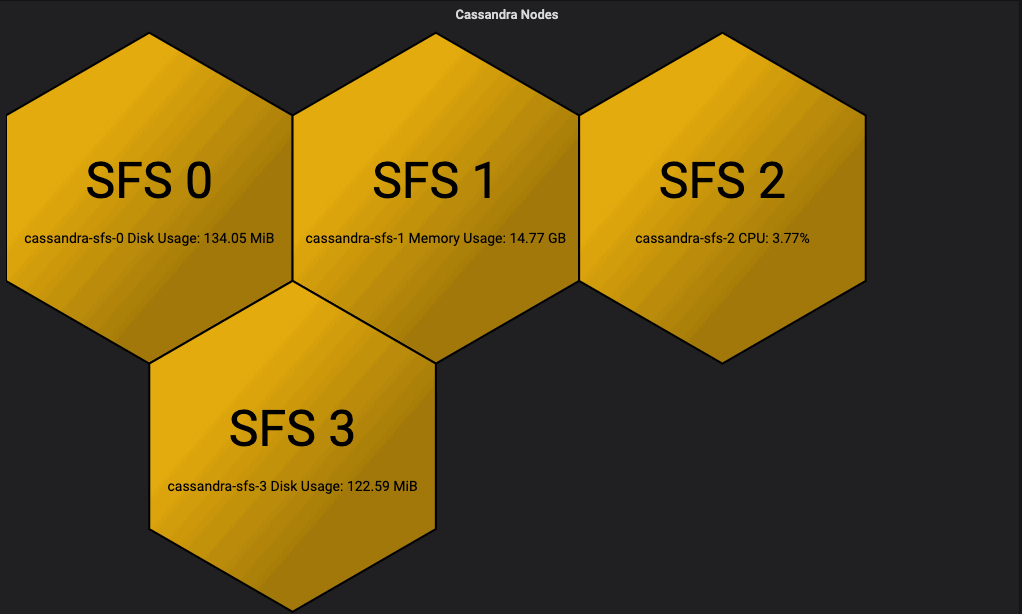 Cassandra Nodes
SFS 0
cassandra-sfs-0 Disk Usage: 134.05 MiB
SFS 1
cassandra-sfs-1 Memory Usage: 14.77 GB
SFS 2
cassandra-sfs-2 CPU: 3.77%
SFS 3
cassandra-sfs-3 Disk Usage: 122.59 MiB